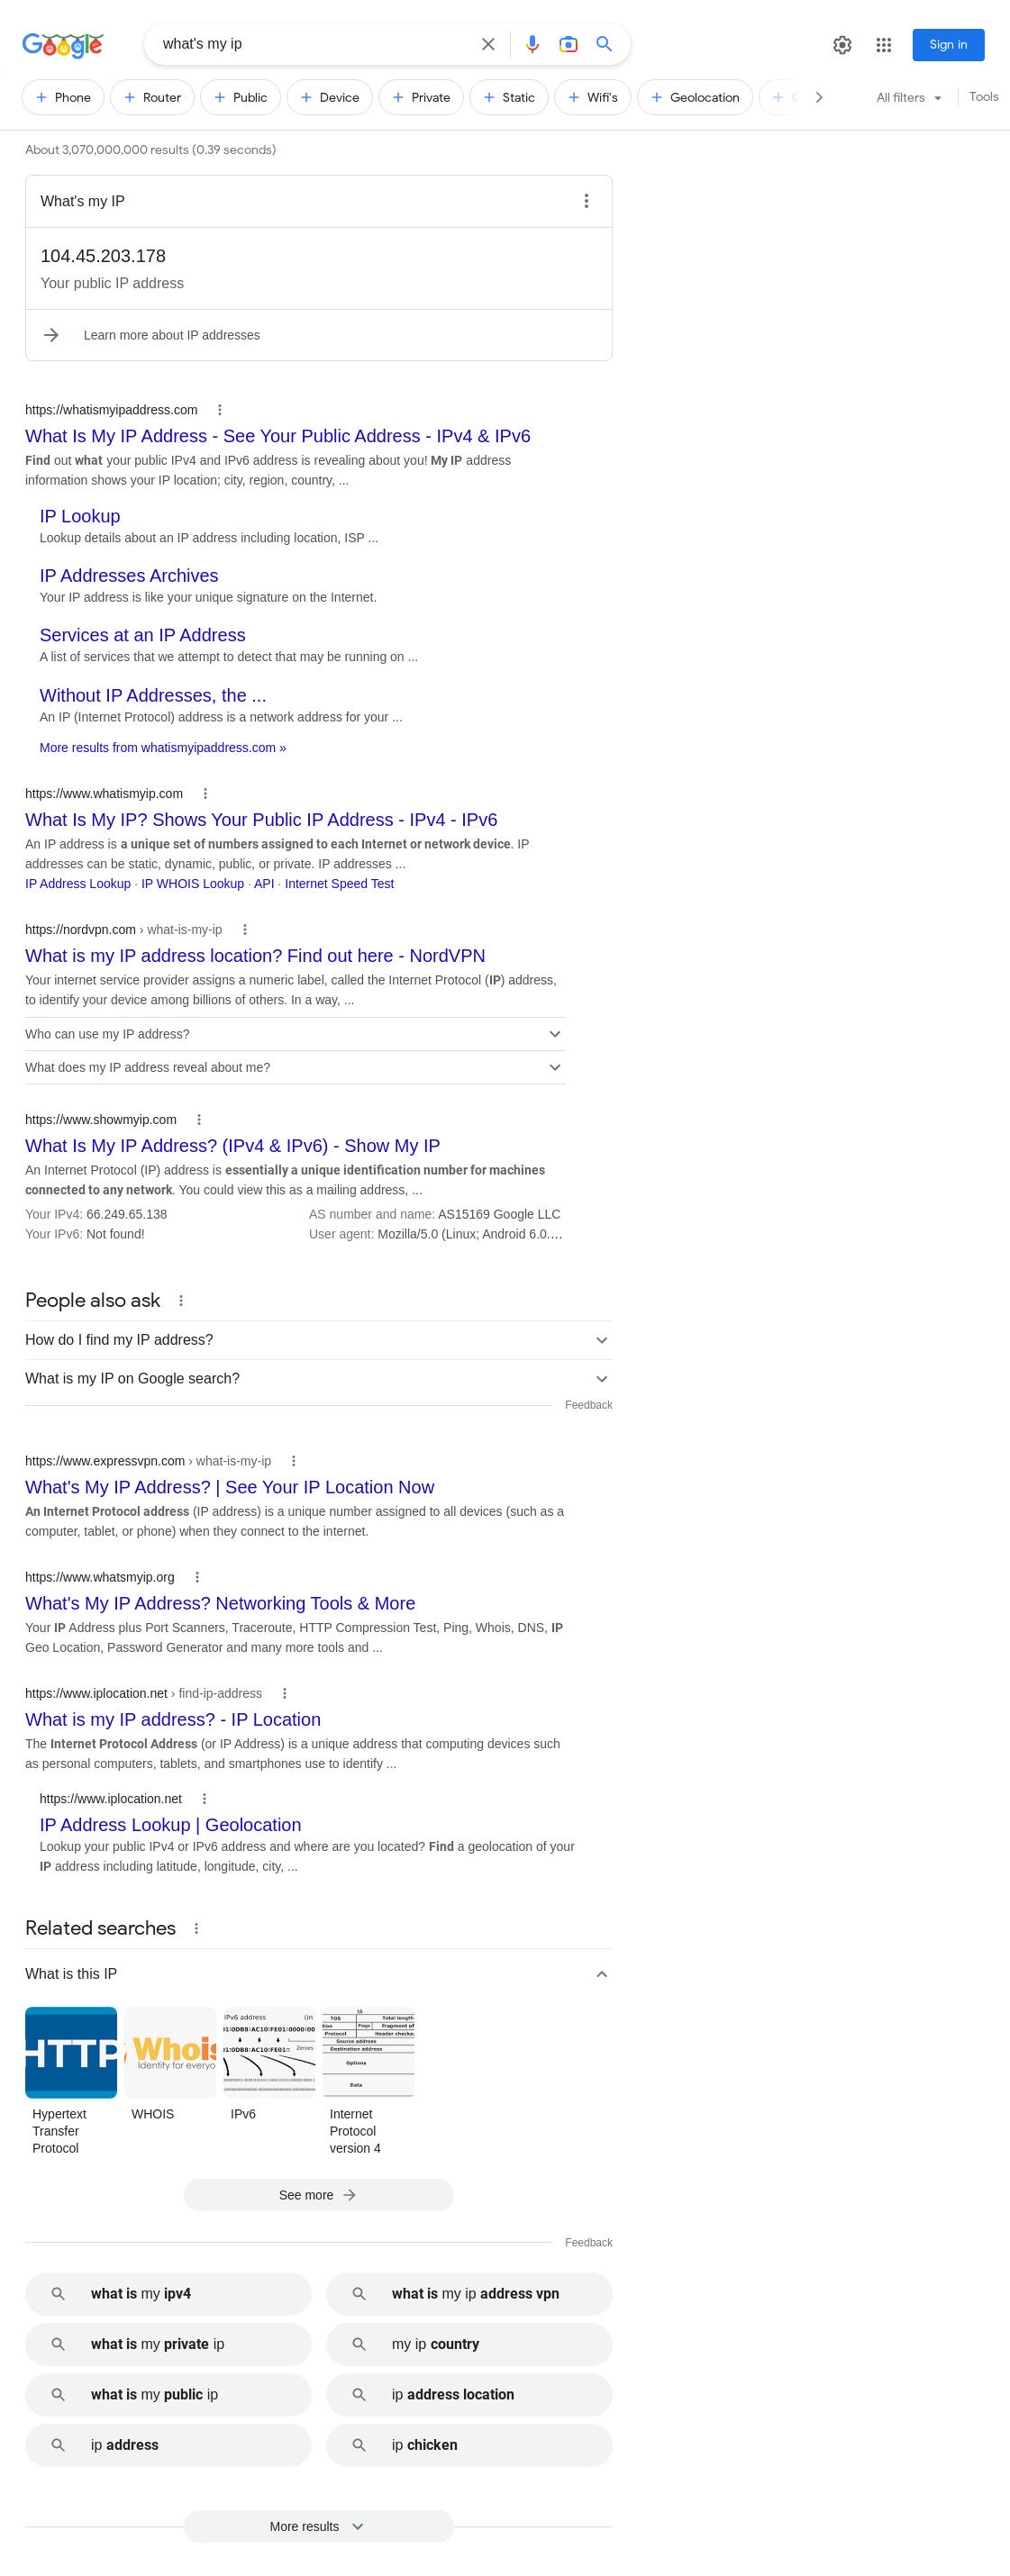 Google
what's my ip
Sign in
Phone
Router
Public
Device
Private
Static
Wifi's
Geolocation
All filters
Tools
About 3,070,000,000 results (0.39 seconds)
What's my IP
104.45.203.178
Your public IP address
Learn more about IP addresses
https://whatismyipaddress.com
What Is My IP Address - See Your Public Address - IPv4 & IPv6
Find out what your public IPv4 and IPv6 address is revealing about you! My IP address
information shows your IP location; city, region, country, ...
IP Lookup
Lookup details about an IP address including location, ISP ...
IP Addresses Archives
Your IP address is like your unique signature on the Internet.
Services at an IP Address
A list of services that we attempt to detect that may be running on ...
Without IP Addresses, the ...
An IP (Internet Protocol) address is a network address for your ...
More results from whatismyipaddress.com »
https://www.whatismyip.com
What Is My IP? Shows Your Public IP Address - IPv4 - IPv6
An IP address is a unique set of numbers assigned to each Internet or network device. IP
addresses can be static, dynamic, public, or private. IP addresses ...
IP Address Lookup · IP WHOIS Lookup · API · Internet Speed Test
https://nordvpn.com › what-is-my-ip
What is my IP address location? Find out here - NordVPN
Your internet service provider assigns a numeric label, called the Internet Protocol (IP) address,
to identify your device among billions of others. In a way, ...
Who can use my IP address?
What does my IP address reveal about me?
https://www.showmyip.com
What Is My IP Address? (IPv4 & IPv6) - Show My IP
An Internet Protocol (IP) address is essentially a unique identification number for machines
connected to any network. You could view this as a mailing address, ...
Your IPv4: 66.249.65.138
AS number and name: AS15169 Google LLC
Your IPv6: Not found!
User agent: Mozilla/5.0 (Linux; Android 6.0....
People also ask
How do I find my IP address?
What is my IP on Google search?
Feedback
https://www.expressvpn.com › what-is-my-ip
What's My IP Address? | See Your IP Location Now
An Internet Protocol address (IP address) is a unique number assigned to all devices (such as a
computer, tablet, or phone) when they connect to the internet.
https://www.whatsmyip.org
What's My IP Address? Networking Tools & More
Your IP Address plus Port Scanners, Traceroute, HTTP Compression Test, Ping, Whois, DNS, IP
Geo Location, Password Generator and many more tools and ...
https://www.iplocation.net › find-ip-address
What is my IP address? - IP Location
The Internet Protocol Address (or IP Address) is a unique address that computing devices such
as personal computers, tablets, and smartphones use to identify ...
https://www.iplocation.net
IP Address Lookup | Geolocation
Lookup your public IPv4 or IPv6 address and where are you located? Find a geolocation of your
IP address including latitude, longitude, city, ...
Related searches
What is this IP
HTTP
Whois
Identity for everyo
IPv6 address (in
Zeroes
TOS Total length
Flags Fragment
Protocol Header checksu
Source address
Destination address
Options
Data
Hypertext
Transfer
Protocol
WHOIS
IPv6
Internet
Protocol
version 4
See more
Feedback
what is my ipv4
what is my ip address vpn
what is my private ip
my ip country
what is my public ip
ip address location
ip address
ip chicken
More results